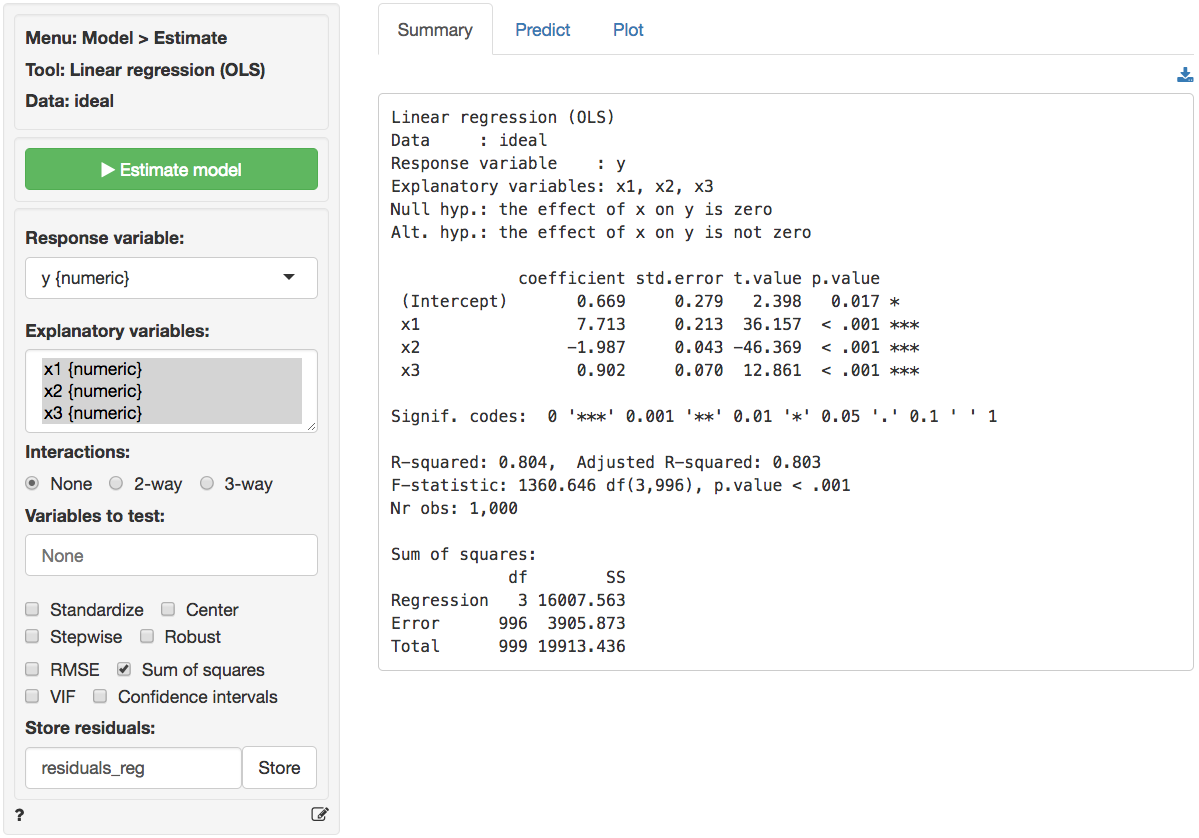 Menu: Model > Estimate
Tool: Linear regression (OLS)
Data: ideal
Estimate model
Response variable:
y {numeric}
Explanatory variables:
x1 {numeric}
x2 {numeric}
x3 {numeric}
Interactions:
None 2-way 3-way
Variables to test:
None
Standardize Center
Stepwise Robust
RMSE Sum of squares
VIF Confidence intervals
Store residuals:
residuals_reg Store
?
Summary Predict Plot
Linear regression (OLS)
Data     : ideal
Response variable    : y
Explanatory variables: x1, x2, x3
Null hyp.: the effect of x on y is zero
Alt. hyp.: the effect of x on y is not zero
coefficient std.error t.value p.value
(Intercept)       0.669     0.279   2.398   0.017 *
x1                7.713     0.213  36.157  < .001 ***
x2               -1.987     0.043 -46.369  < .001 ***
x3                0.902     0.070  12.861  < .001 ***
Signif. codes:  0 '***' 0.001 '**' 0.01 '*' 0.05 '.' 0.1 ' ' 1
R-squared: 0.804,  Adjusted R-squared: 0.803
F-statistic: 1360.646 df(3,996), p.value < .001
Nr obs: 1,000
Sum of squares:
df        SS
Regression   3 16007.563
Error      996  3905.873
Total      999 19913.436